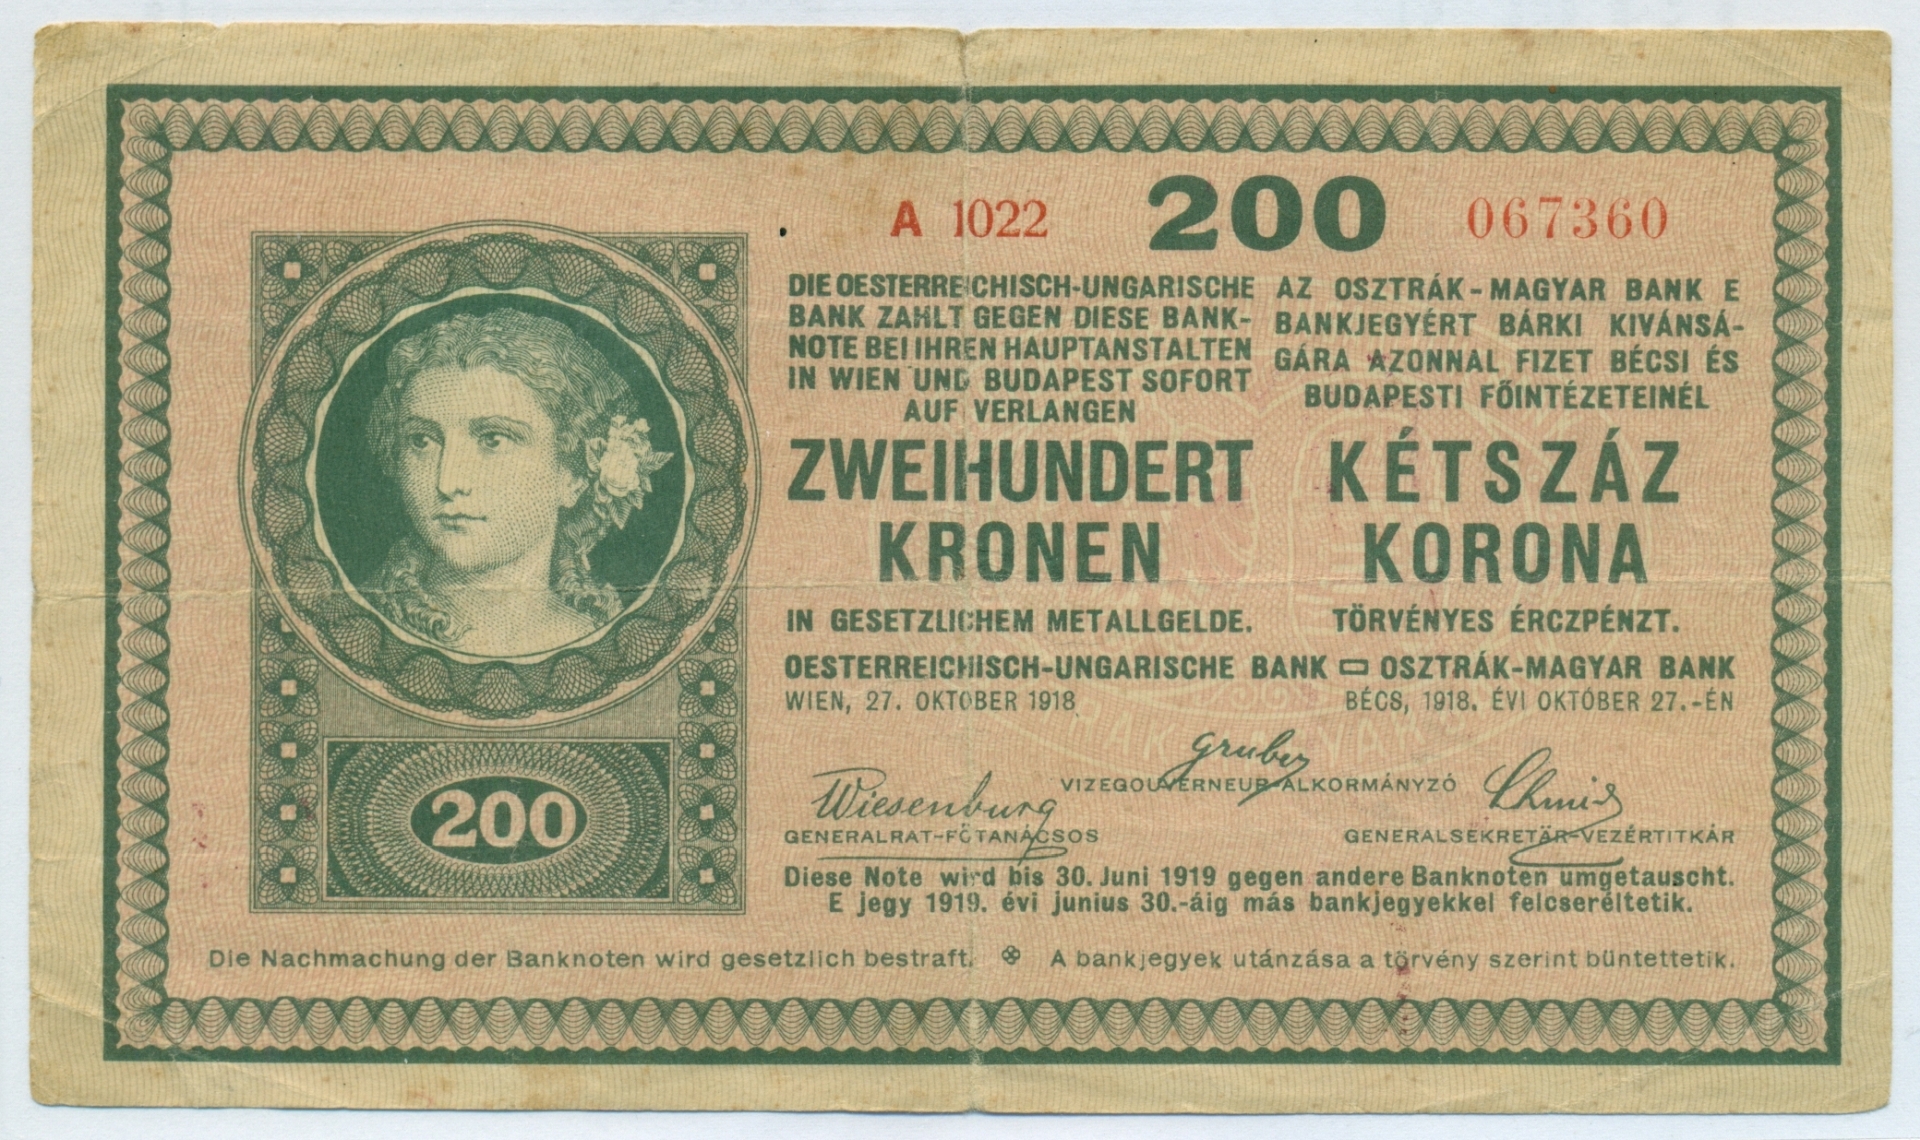 A 1022 200 067360
DIE OESTERREICHISCH-UNGARISCHE
BANK ZAHLT GEGEN DIESE BANK-
NOTE BEI IHREN HAUPTANSTALTEN
IN WIEN UND BUDAPEST SOFORT
AUF VERLANGEN
ZWEIHUNDERT
KRONEN
IN GESETZLICHEM METALLGELDE.
AZ OSZTRÁK-MAGYAR BANK E
BANKJEGYÉRT BÁRKI KIVÁNSÁ-
GÁRA AZONNAL FIZET BÉCSI ÉS
BUDAPESTI FŐINTÉZETEINÉL
KÉTSZÁZ
KORONA
TÖRVÉNYES ÉRCZPÉNZT.
OESTERREICHISCH-UNGARISCHE BANK OSZTRÁK-MAGYAR BANK
WIEN, 27. OKTOBER 1918 BÉCS, 1918. ÉVI OKTÓBER 27.-ÉN
Gruber
VIZEGOUVERNEUR-ALKORMÁNYZÓ
Wiesenburg
GENERALRAT-FŐTANÁCSOS
Schmid
GENERALSEKRETÄR-VEZÉRTITKÁR
200
Diese Note wird bis 30. Juni 1919 gegen andere Banknoten umgetauscht.
E jegy 1919. évi junius 30.-áig más bankjegyekkel felcseréltetik.
Die Nachmachung der Banknoten wird gesetzlich bestraft. A bankjegyek utánzása a törvény szerint büntettetik.